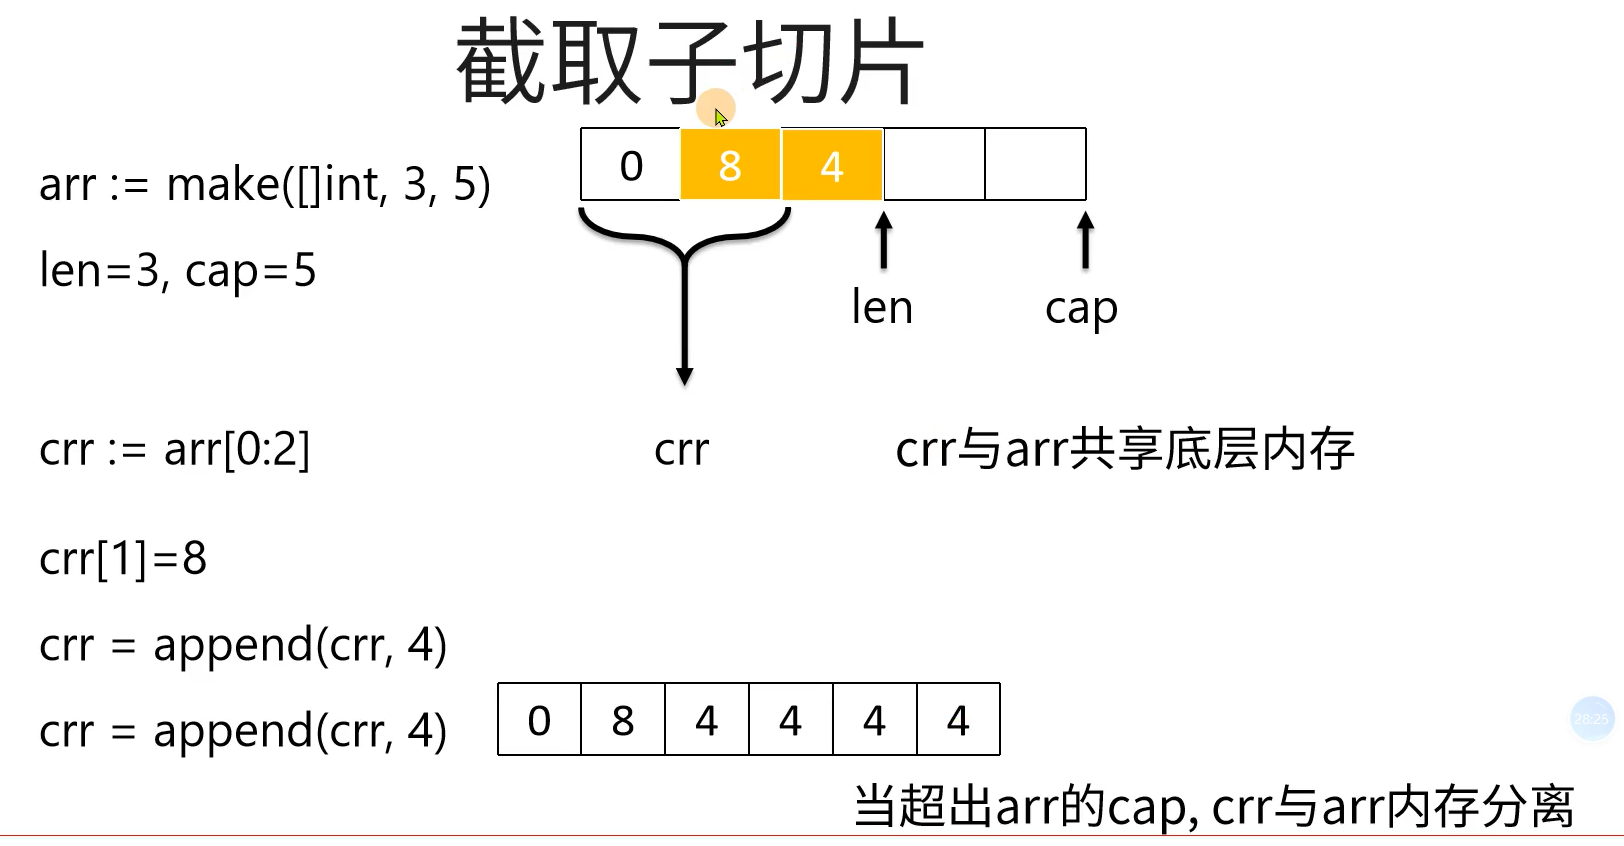 截取子切片
arr := make([]int, 3, 5)
0 8 4
len=3, cap=5
len cap
crr := arr[0:2]
crr
crr与arr共享底层内存
crr[1]=8
crr = append(crr, 4)
crr = append(crr, 4)
0 8 4 4 4 4
28:25
当超出arr的cap, crr与arr内存分离